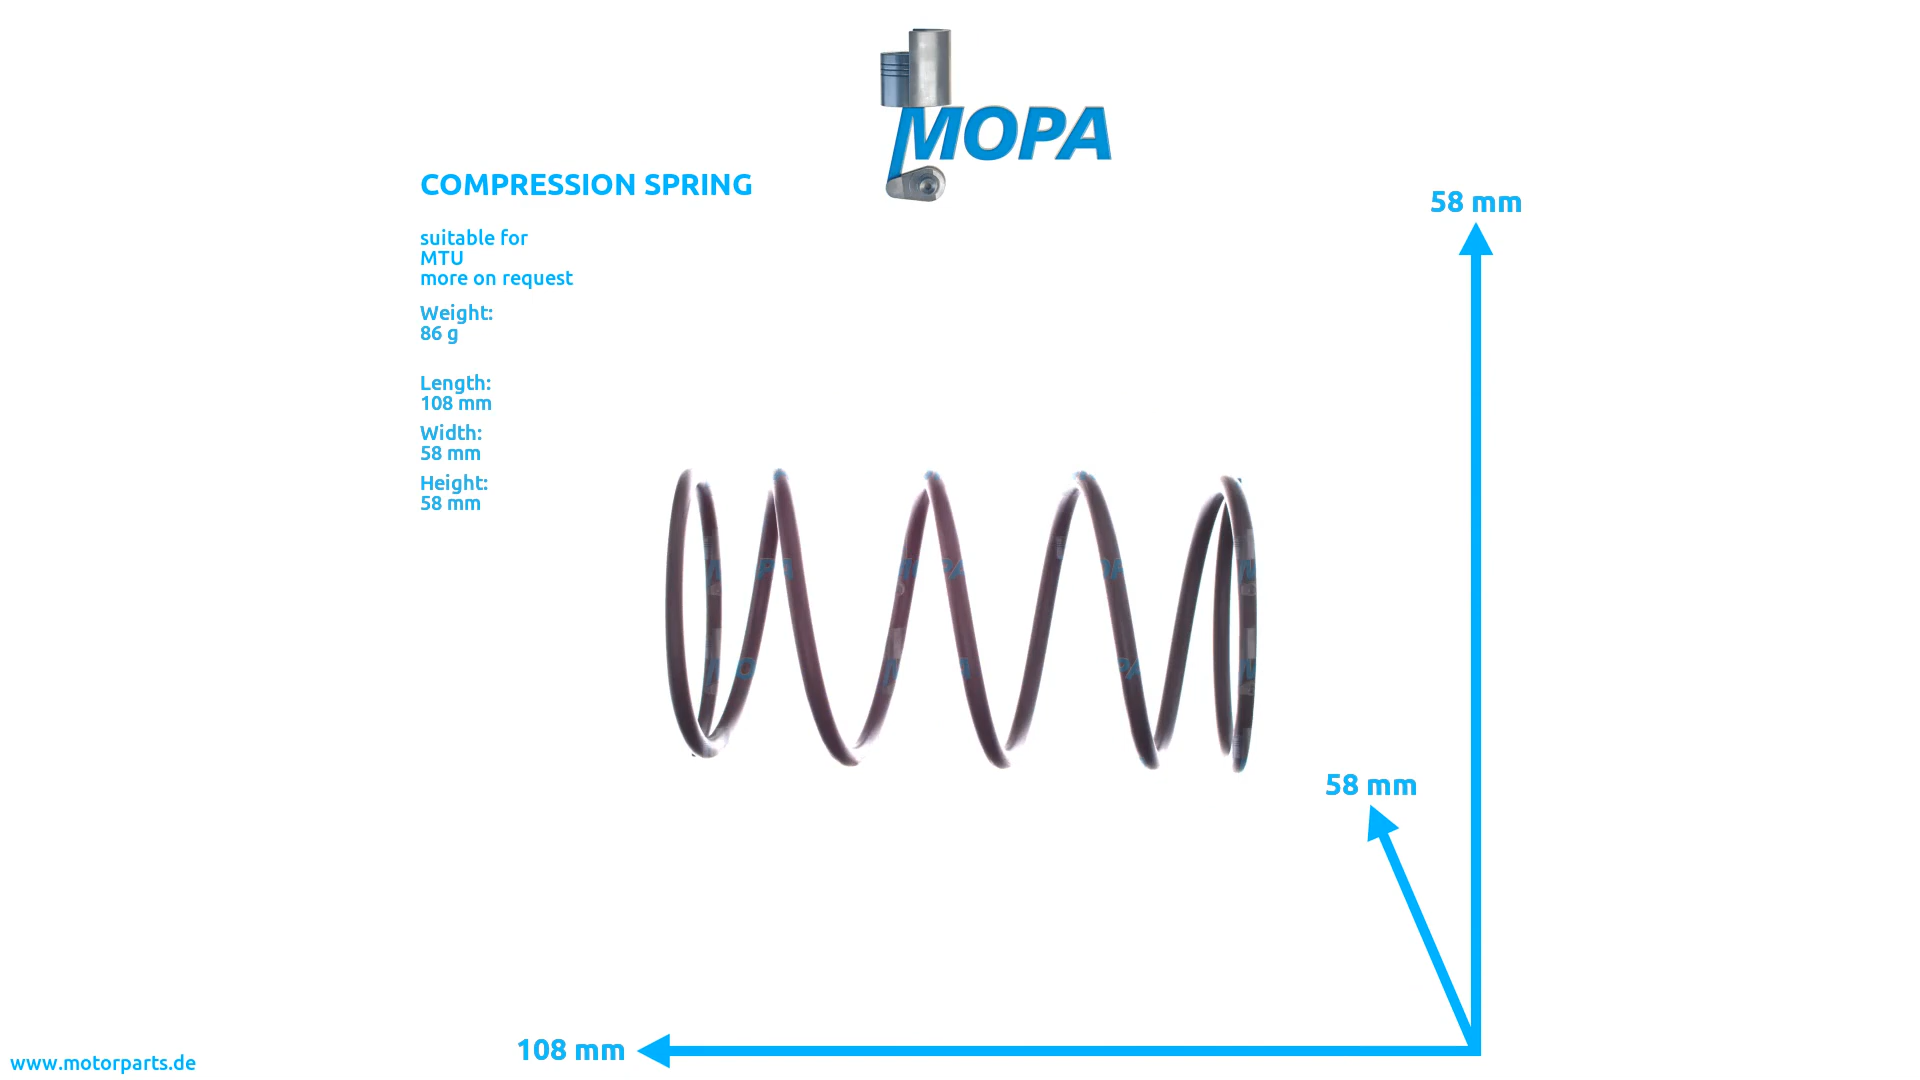 MOPA
COMPRESSION SPRING
suitable for
MTU
more on request
Weight:
86 g
Length:
108 mm
Width:
58 mm
Height:
58 mm
58 mm
58 mm
108 mm
www.motorparts.de